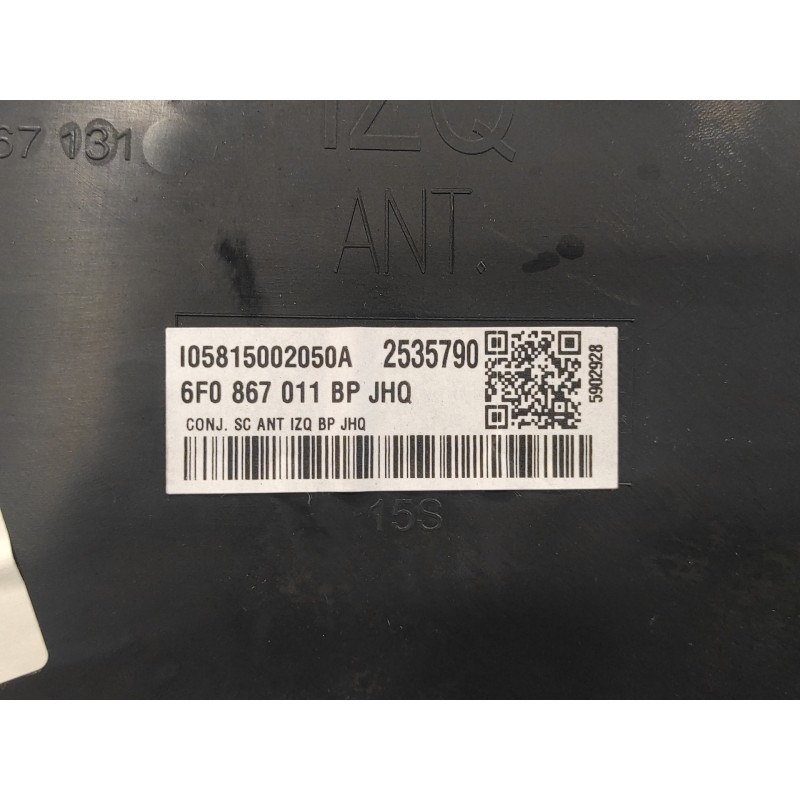 IZQ
67 131
ANT.
I05815002050A 2535790
6F0 867 011 BP JHQ
5902928
CONJ. SC ANT IZQ BP JHQ
15S